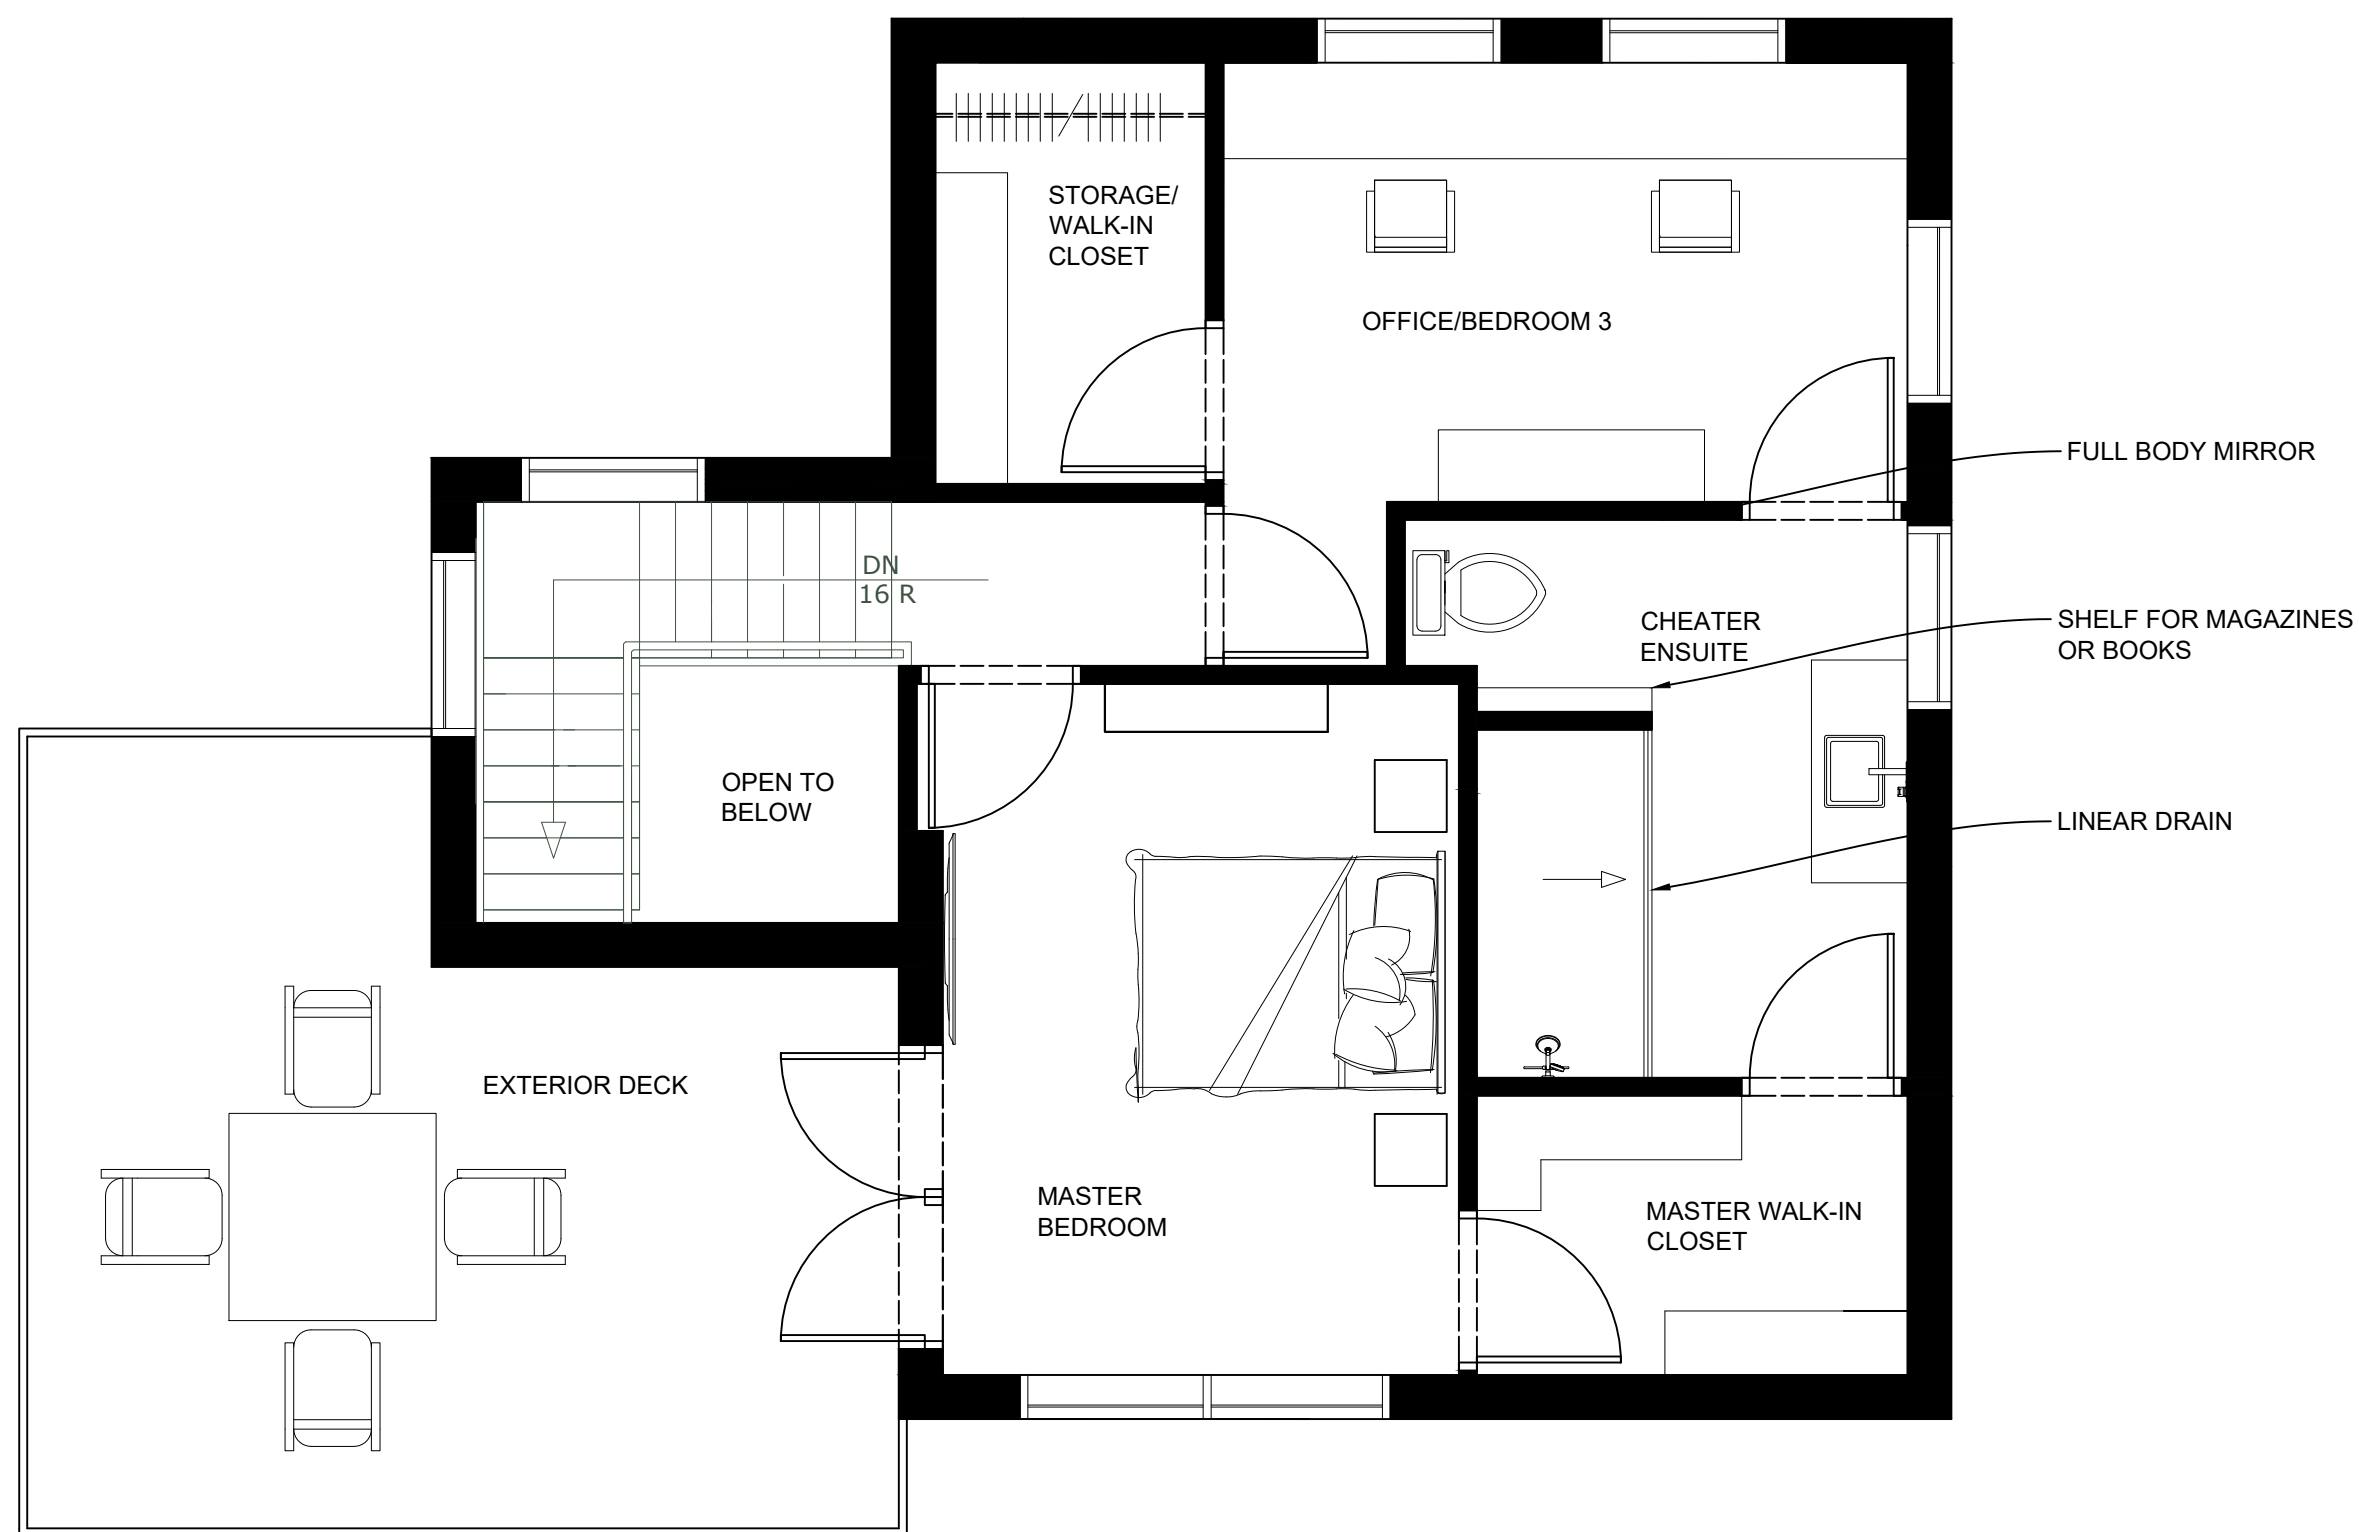 STORAGE/
WALK-IN
CLOSET
OFFICE/BEDROOM 3
FULL BODY MIRROR
DN
16 R
CHEATER
ENSUITE
SHELF FOR MAGAZINES
OR BOOKS
OPEN TO
BELOW
LINEAR DRAIN
EXTERIOR DECK
MASTER
BEDROOM
MASTER WALK-IN
CLOSET